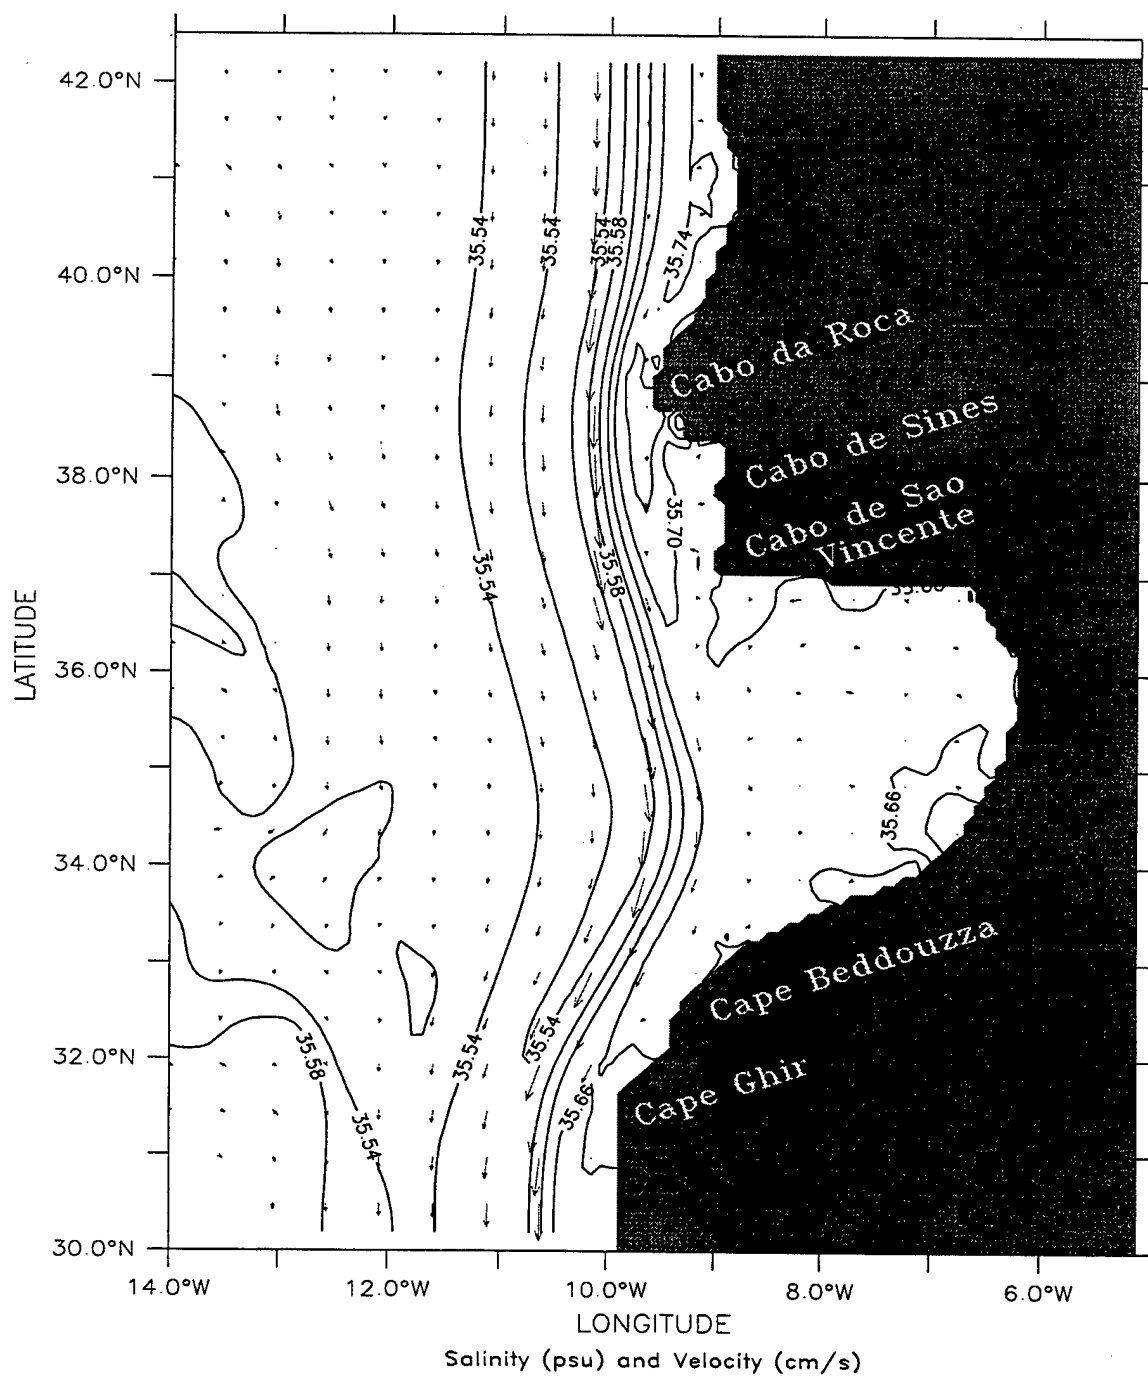 42.0°N
40.0°N
38.0°N
36.0°N
34.0°N
32.0°N
30.0°N
LATITUDE
35.54
35.54
35.54
35.58
35.74
Cabo da Roca
Cabo de Sines
Cabo de Sao
Vincente
35.70
35.54
35.58
35.66
Cape Beddouzza
Cape Ghir
35.58
35.54
35.54
35.54
35.66
14.0°W
12.0°W
10.0°W
8.0°W
6.0°W
LONGITUDE
Salinity (psu) and Velocity (cm/s)